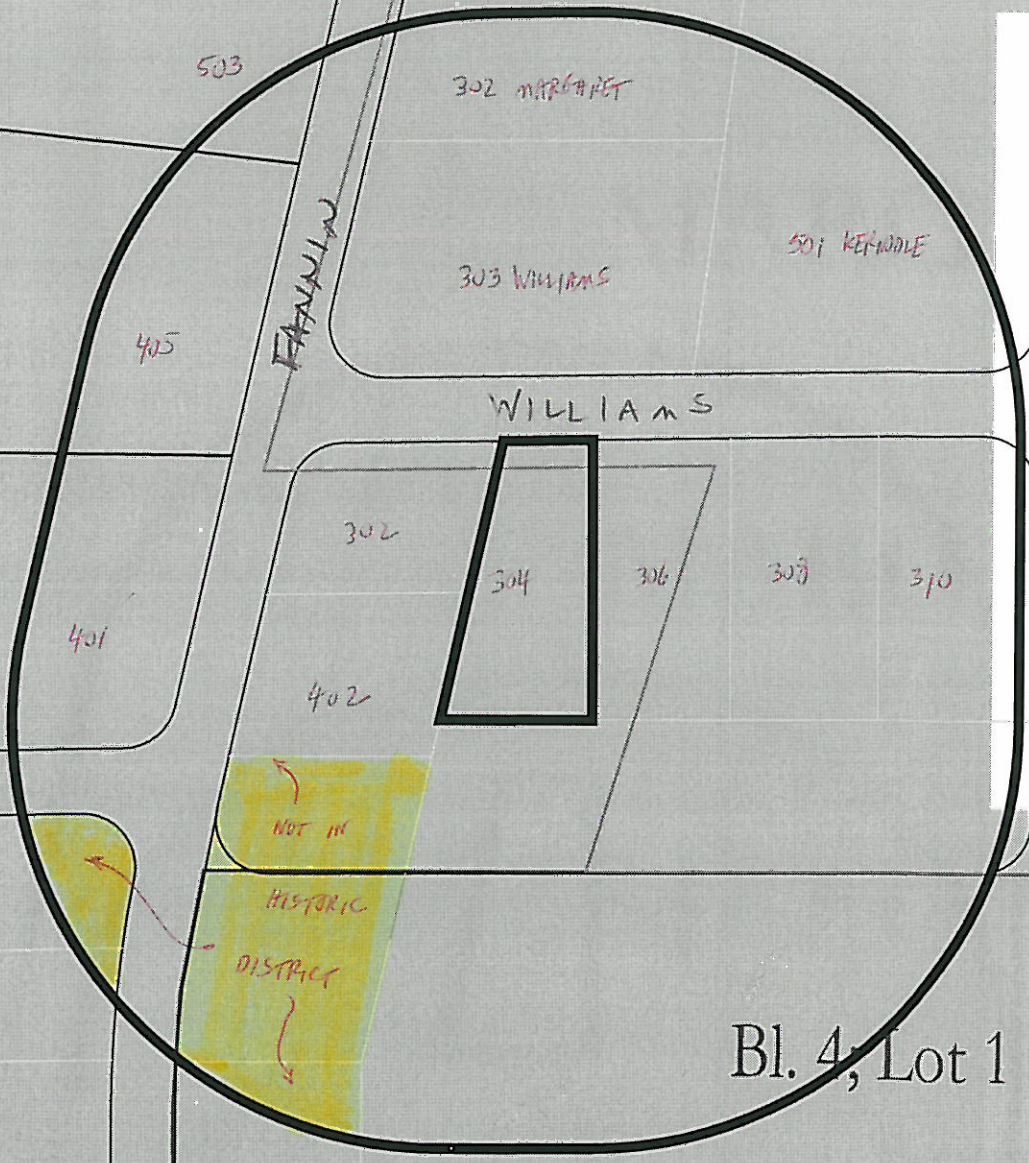 503
302 MARGARET
FANNIN
501 KERNODLE
303 WILLIAMS
405
WILLIAMS
302
304
306
308
310
401
402
NOT IN
HISTORIC
DISTRICT
Bl. 4; Lot 1